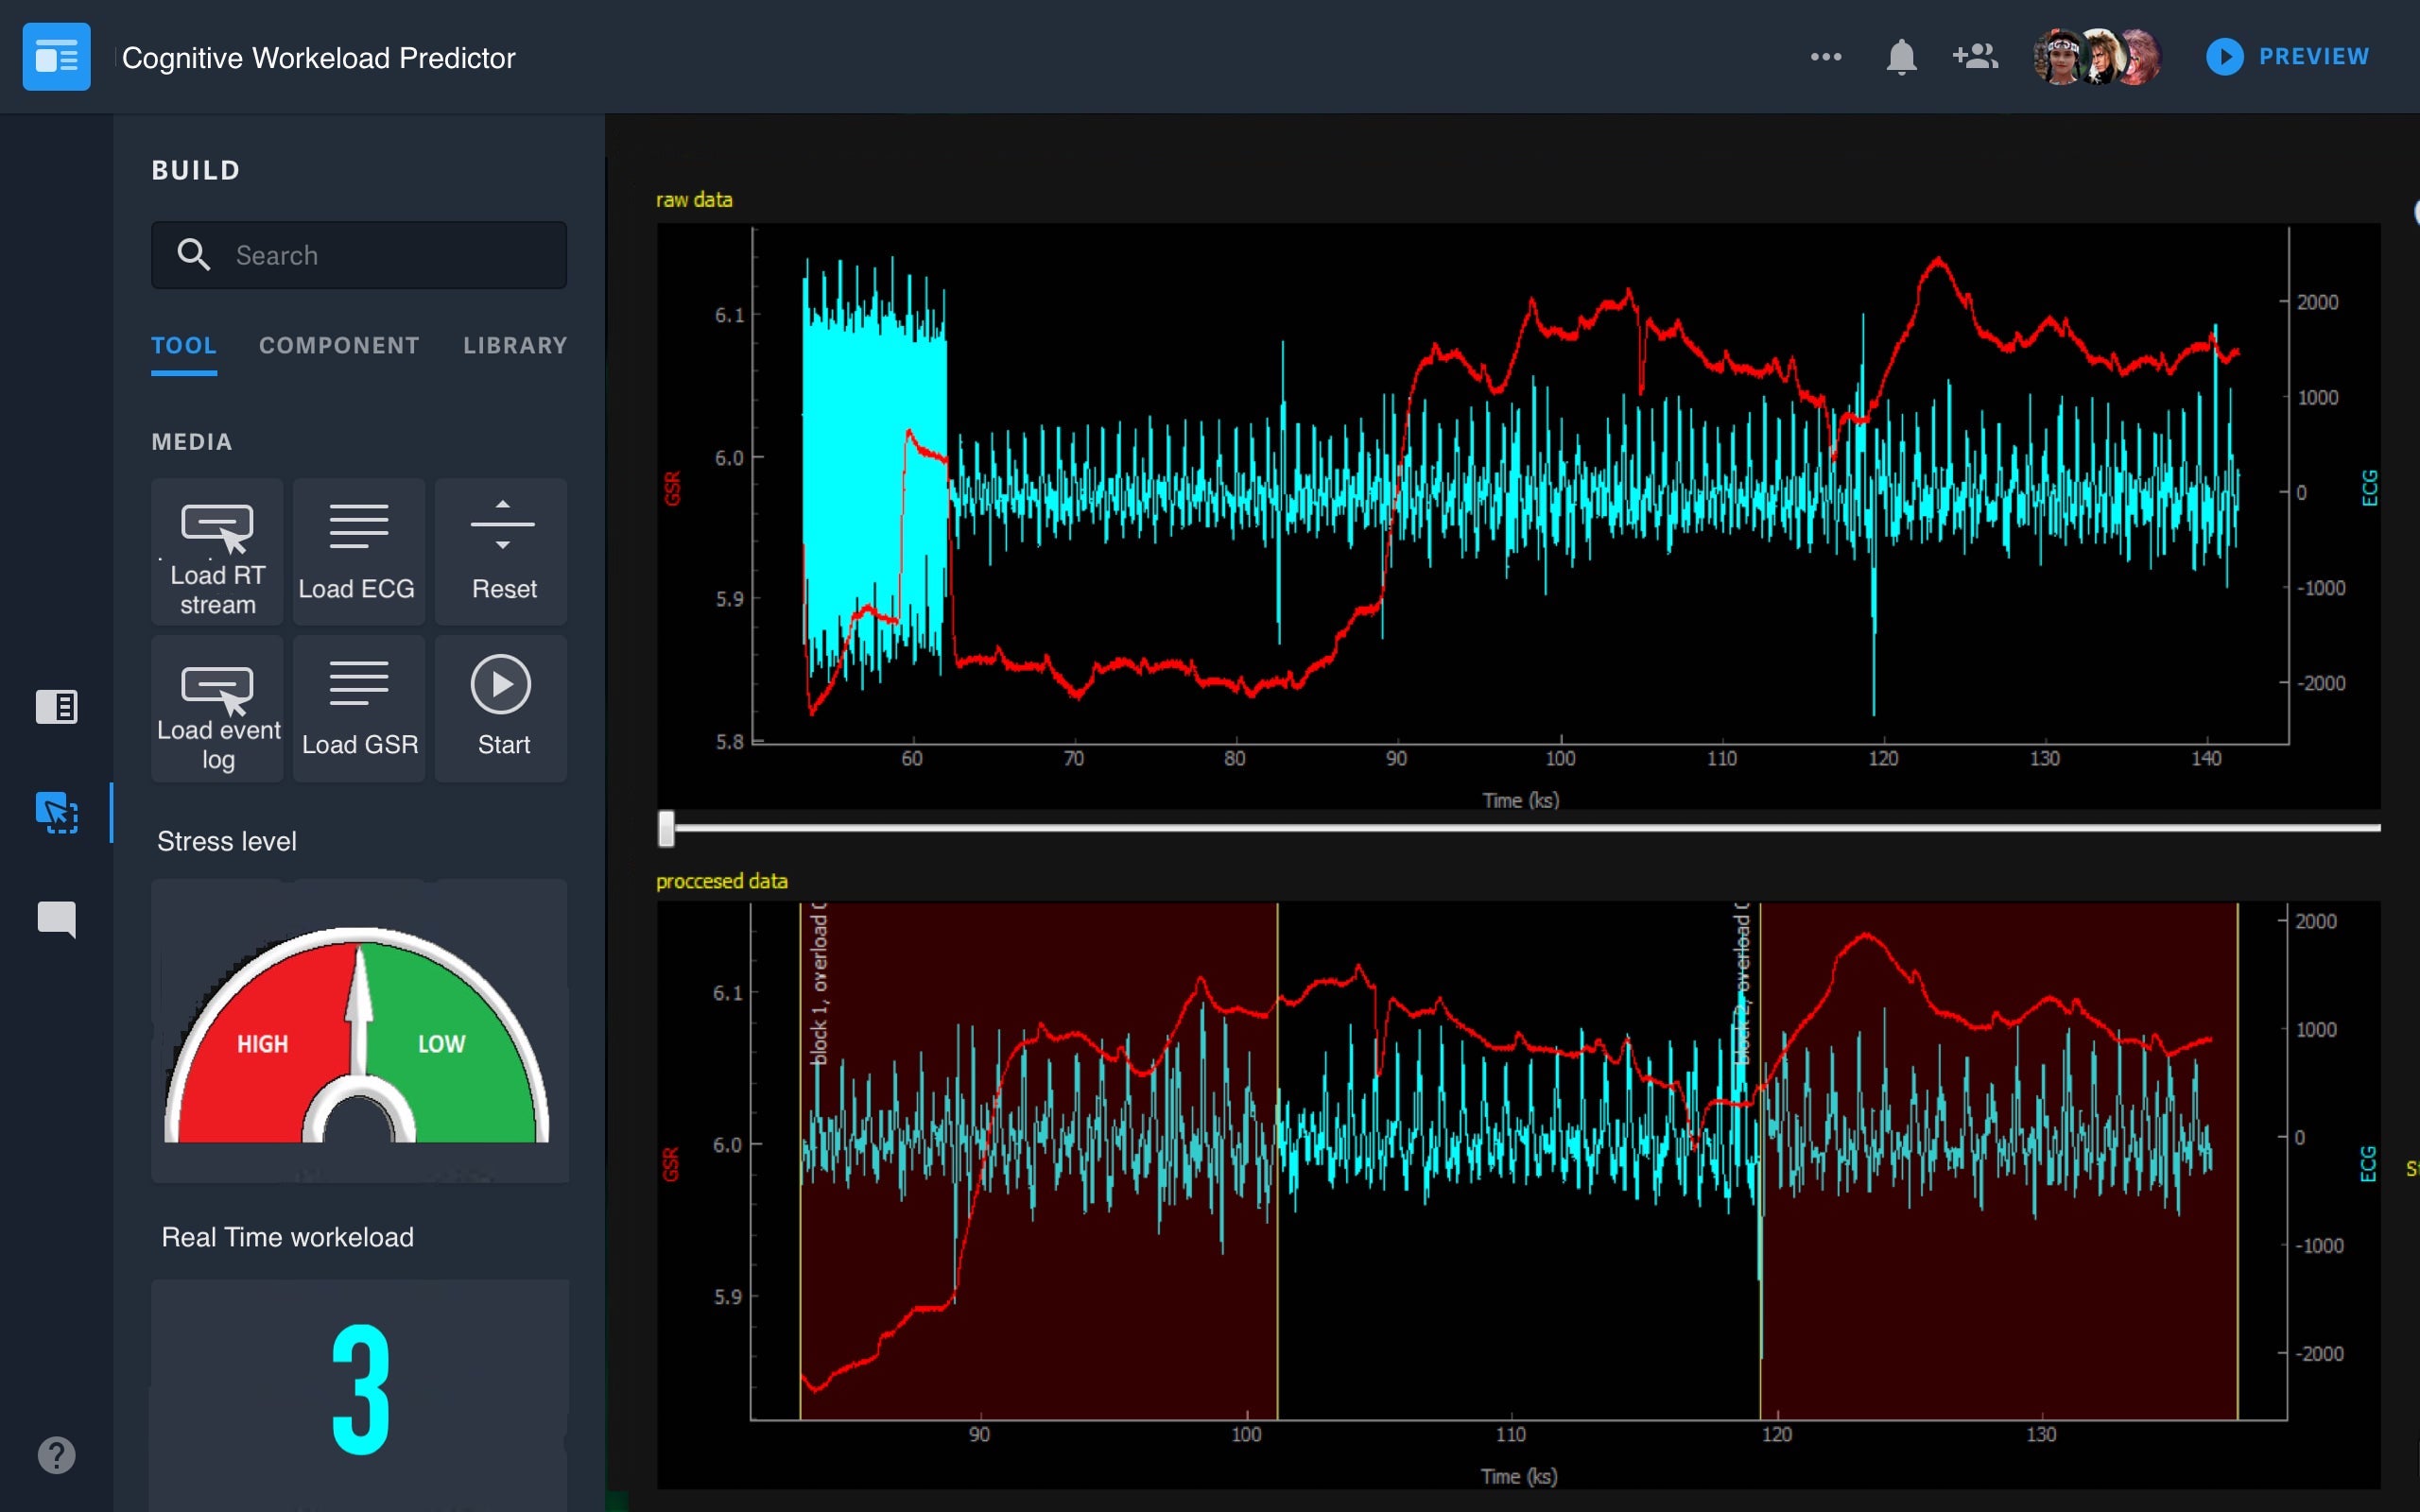 Cognitive Workeload Predictor
PREVIEW
BUILD
Search
TOOL COMPONENT LIBRARY
MEDIA
Load RT
stream
Load ECG
Reset
Load event
log
Load GSR
Start
Stress level
HIGH LOW
Real Time workeload
3
raw data
GSR
6.1
6.0
5.9
5.8
2000
1000
0
-1000
-2000
ECG
60 70 80 90 100 110 120 130 140
Time (ks)
proccesed data
block 1, overload
block 2, overload
GSR
6.1
6.0
5.9
2000
1000
0
-1000
-2000
ECG
90 100 110 120 130
Time (ks)